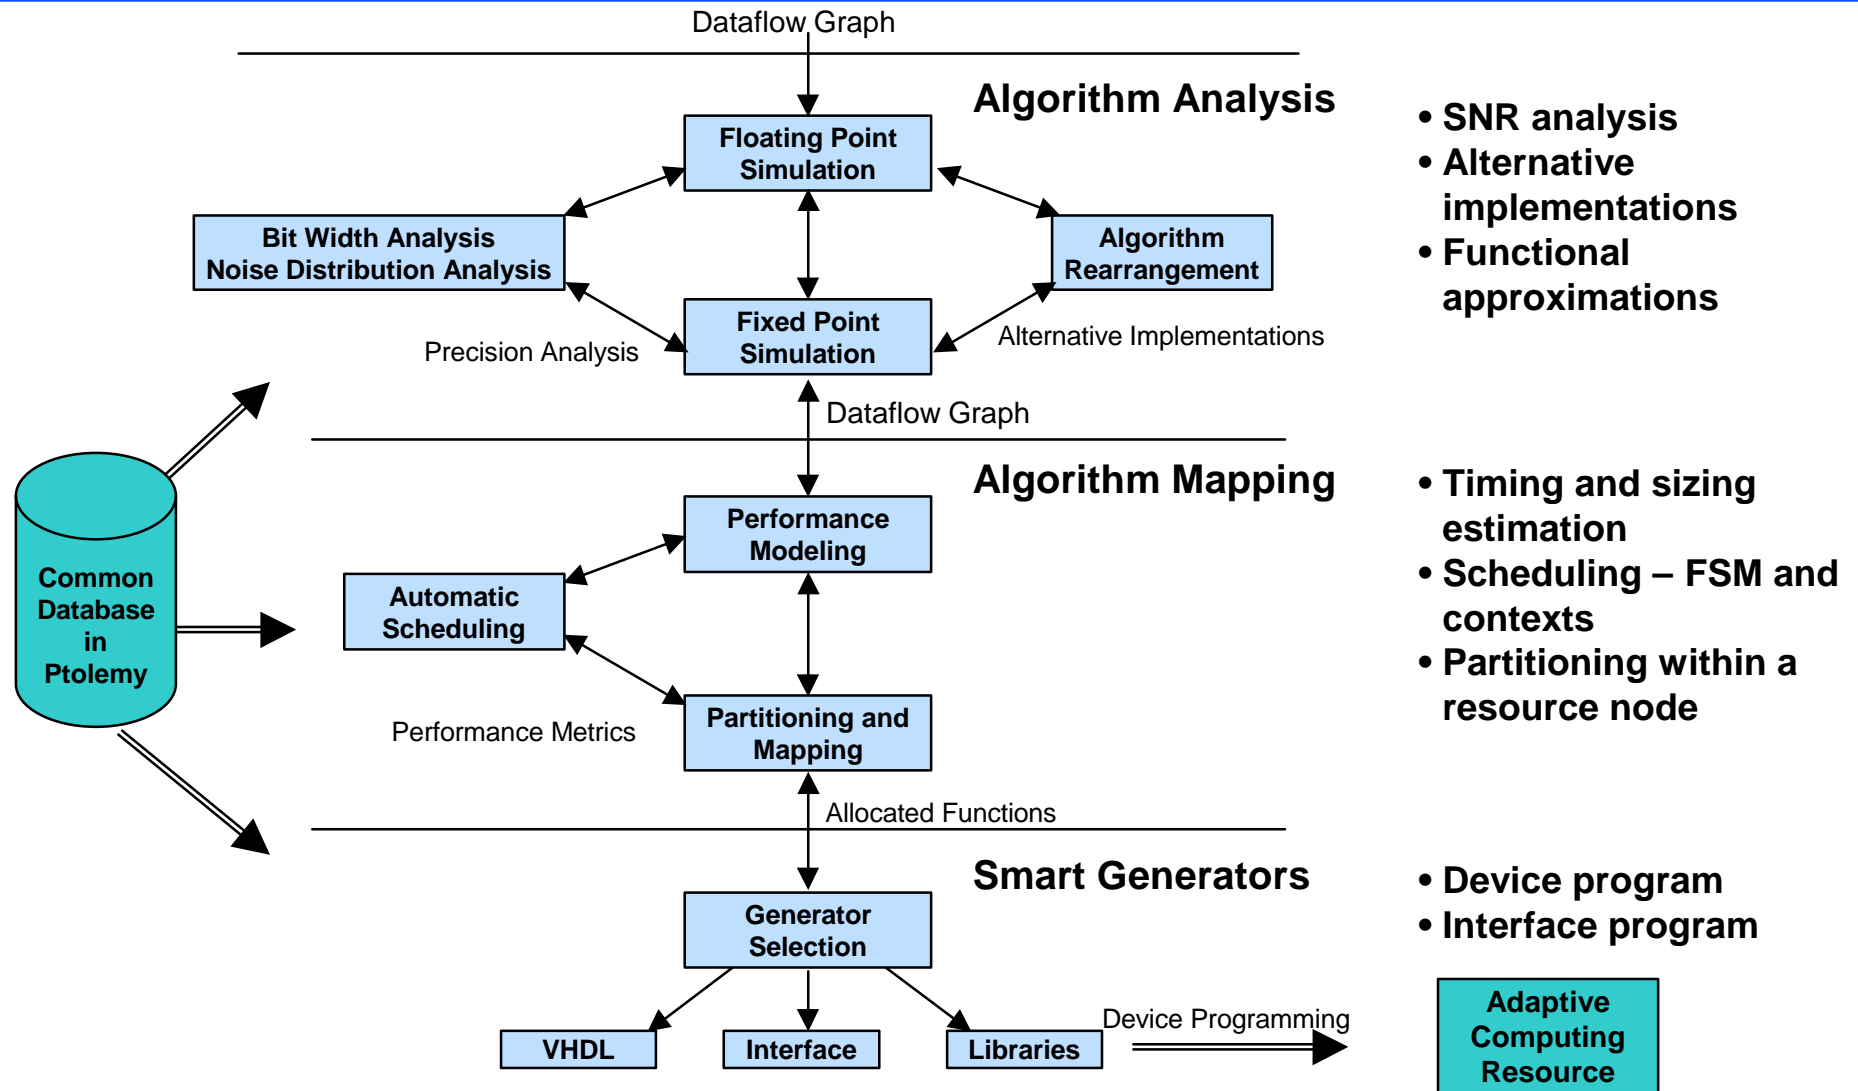 Dataflow Graph
Algorithm Analysis
Floating Point
Simulation
Bit Width Analysis
Noise Distribution Analysis
Algorithm
Rearrangement
Fixed Point
Simulation
Precision Analysis
Alternative Implementations
• SNR analysis
• Alternative
implementations
• Functional
approximations
Dataflow Graph
Common
Database
in
Ptolemy
Algorithm Mapping
Performance
Modeling
Automatic
Scheduling
Partitioning and
Mapping
Performance Metrics
• Timing and sizing
estimation
• Scheduling – FSM and
contexts
• Partitioning within a
resource node
Allocated Functions
Smart Generators
Generator
Selection
VHDL
Interface
Libraries
• Device program
• Interface program
Device Programming
Adaptive
Computing
Resource